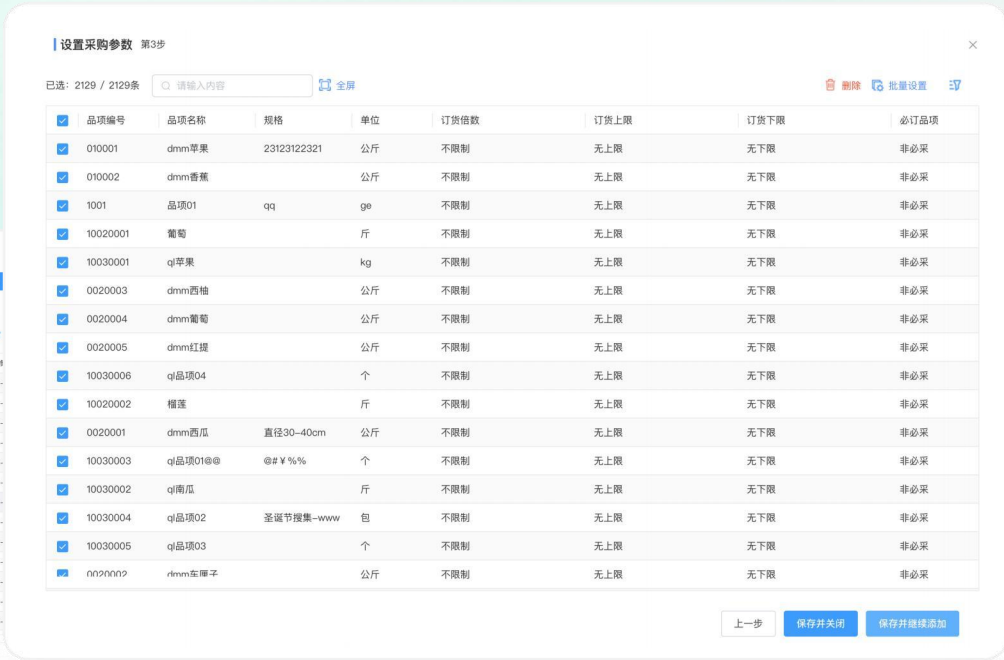 设置采购参数 第3步
已选: 2129 / 2129条 请输入内容 全屏 删除 批量设置
品项编号 品项名称 规格 单位 订货倍数 订货上限 订货下限 必订品项
010001 dmm苹果 23123122321 公斤 不限制 无上限 无下限 非必采
010002 dmm香蕉 公斤 不限制 无上限 无下限 非必采
1001 品项01 qq ge 不限制 无上限 无下限 非必采
10020001 葡萄 斤 不限制 无上限 无下限 非必采
10030001 ql苹果 kg 不限制 无上限 无下限 非必采
0020003 dmm西柚 公斤 不限制 无上限 无下限 非必采
0020004 dmm葡萄 公斤 不限制 无上限 无下限 非必采
0020005 dmm红提 公斤 不限制 无上限 无下限 非必采
10030006 ql品项04 个 不限制 无上限 无下限 非必采
10020002 榴莲 斤 不限制 无上限 无下限 非必采
0020001 dmm西瓜 直径30-40cm 公斤 不限制 无上限 无下限 非必采
10030003 ql品项01@@ @#¥%% 个 不限制 无上限 无下限 非必采
10030002 ql南瓜 斤 不限制 无上限 无下限 非必采
10030004 ql品项02 圣诞节搜集-www 包 不限制 无上限 无下限 非必采
10030005 ql品项03 个 不限制 无上限 无下限 非必采
0020002 dmm车厘子 公斤 不限制 无上限 无下限 非必采
上一步 保存并关闭 保存并继续添加